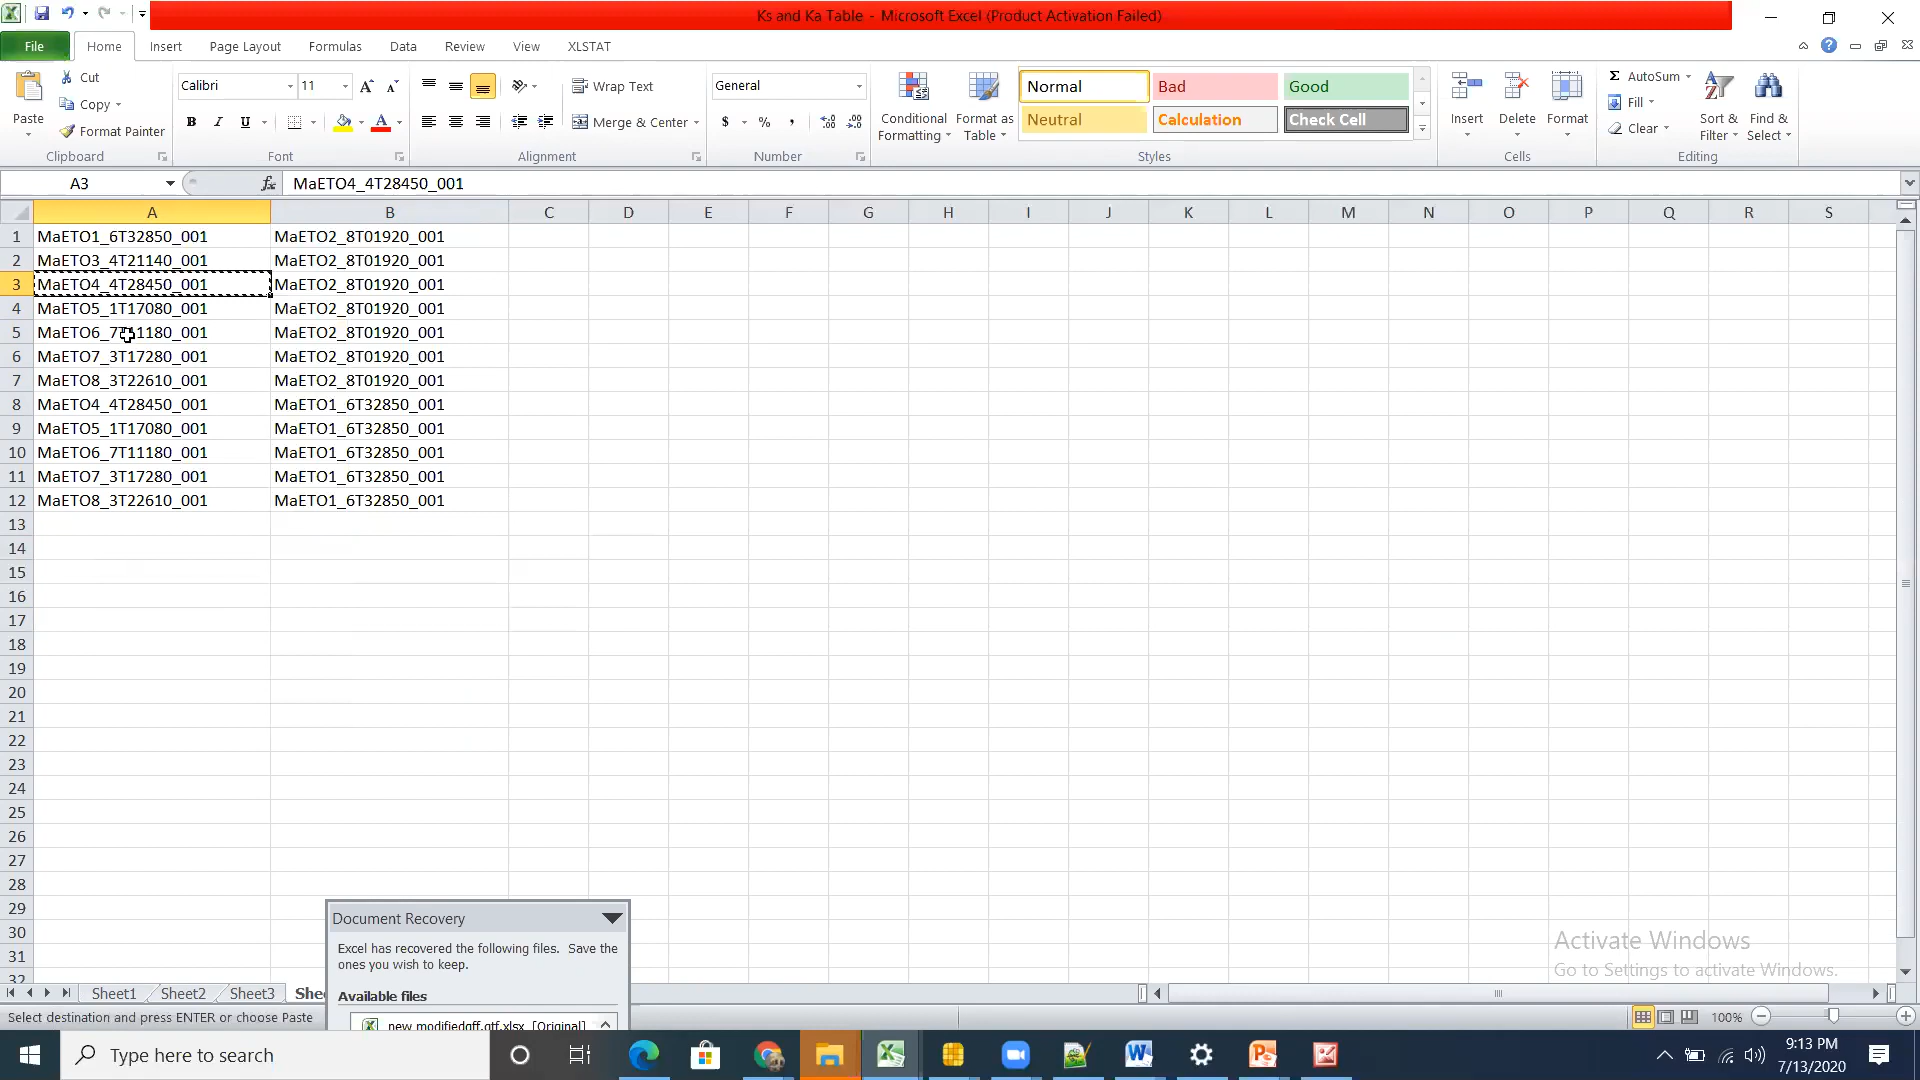 Ks and Ka Table - Microsoft Excel (Product Activation Failed)
File Home Insert Page Layout Formulas Data Review View XLSTAT
Paste Cut Copy Format Painter Clipboard
Calibri 11 B I U Font
Wrap Text Merge & Center Alignment
General $ % , Number
Conditional Formatting Format as Table Normal Bad Good Neutral Calculation Check Cell Styles
Insert Delete Format Cells
AutoSum Fill Clear Sort & Filter Find & Select Editing
A3 fx MaETO4_4T28450_001
A B C D E F G H I J K L M N O P Q R S
1 MaETO1_6T32850_001 MaETO2_8T01920_001
2 MaETO3_4T21140_001 MaETO2_8T01920_001
3 MaETO4_4T28450_001 MaETO2_8T01920_001
4 MaETO5_1T17080_001 MaETO2_8T01920_001
5 MaETO6_7T11180_001 MaETO2_8T01920_001
6 MaETO7_3T17280_001 MaETO2_8T01920_001
7 MaETO8_3T22610_001 MaETO2_8T01920_001
8 MaETO4_4T28450_001 MaETO1_6T32850_001
9 MaETO5_1T17080_001 MaETO1_6T32850_001
10 MaETO6_7T11180_001 MaETO1_6T32850_001
11 MaETO7_3T17280_001 MaETO1_6T32850_001
12 MaETO8_3T22610_001 MaETO1_6T32850_001
13
14
15
16
17
18
19
20
21
22
23
24
25
26
27
28
29
30
31
32
Document Recovery
Excel has recovered the following files. Save the
ones you wish to keep.
Available files
new modifiedgff.gtf.xlsx [Original]
Activate Windows
Go to Settings to activate Windows.
Sheet1 Sheet2 Sheet3
Select destination and press ENTER or choose Paste
100%
Type here to search
9:13 PM
7/13/2020